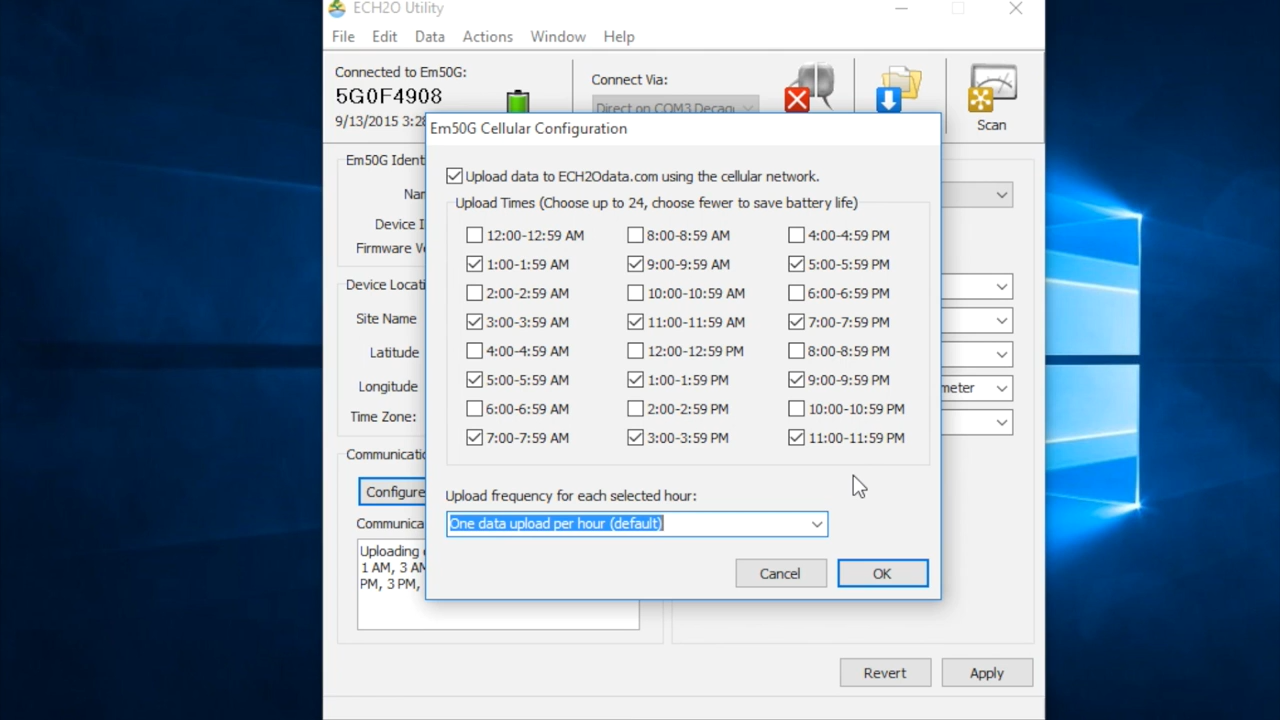 ECH2O Utility
File Edit Data Actions Window Help
Connected to Em50G:
5G0F4908
9/13/2015 3:28
Connect Via:
Direct on COM3 Decag
Scan
Em50G Cellular Configuration
Upload data to ECH2Odata.com using the cellular network.
Upload Times (Choose up to 24, choose fewer to save battery life)
12:00-12:59 AM 8:00-8:59 AM 4:00-4:59 PM
1:00-1:59 AM 9:00-9:59 AM 5:00-5:59 PM
2:00-2:59 AM 10:00-10:59 AM 6:00-6:59 PM
3:00-3:59 AM 11:00-11:59 AM 7:00-7:59 PM
4:00-4:59 AM 12:00-12:59 PM 8:00-8:59 PM
5:00-5:59 AM 1:00-1:59 PM 9:00-9:59 PM
6:00-6:59 AM 2:00-2:59 PM 10:00-10:59 PM
7:00-7:59 AM 3:00-3:59 PM 11:00-11:59 PM
Upload frequency for each selected hour:
One data upload per hour (default)
Cancel OK
Em50G Ident
Nar
Device I
Firmware Ve
Device Locati
Site Name
Latitude
Longitude
meter
Time Zone:
Communicatio
Configure
Communica
Uploading
1 AM, 3 AM
PM, 3 PM,
Revert Apply